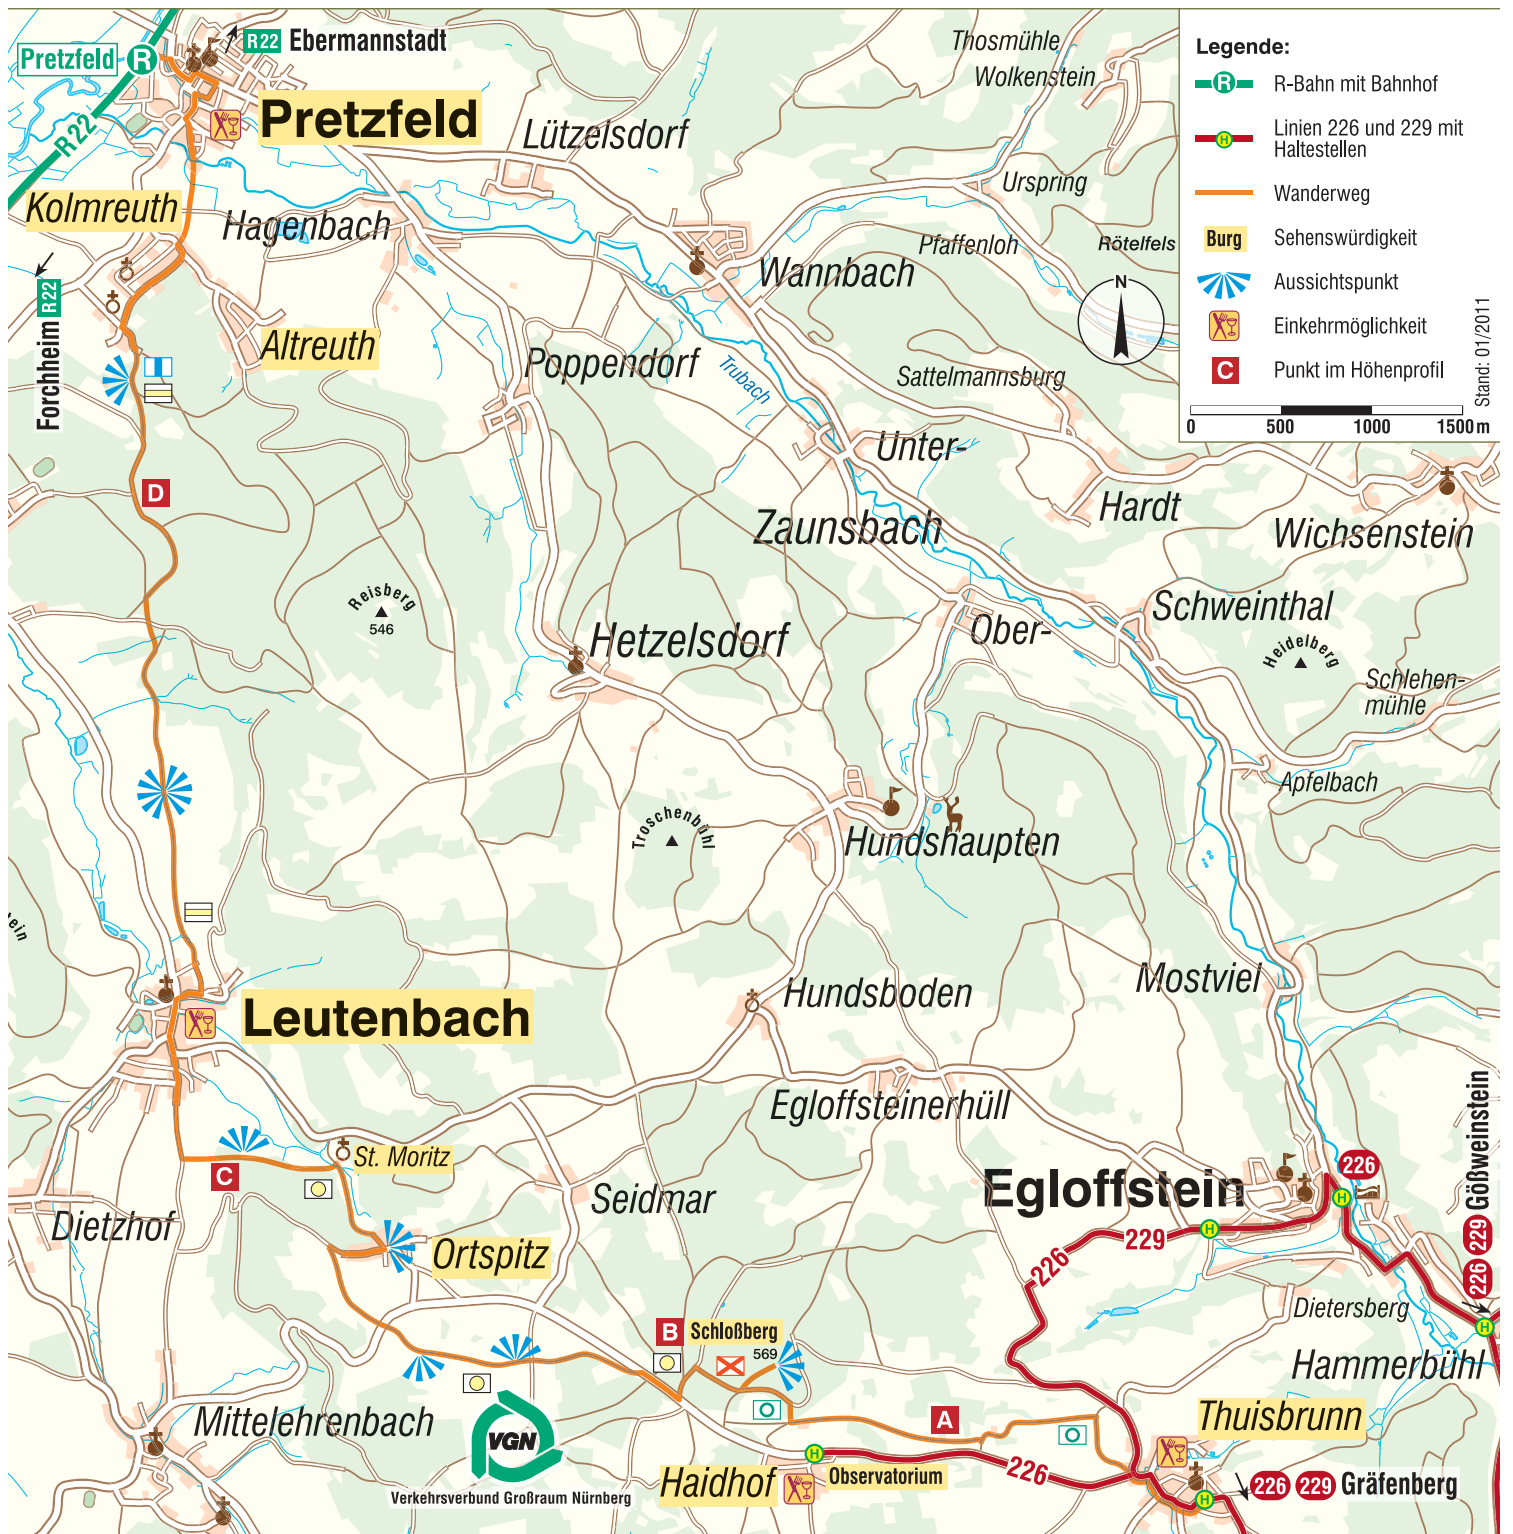 Pretzfeld
R
R 22
R 22 Ebermannstadt
Pretzfeld
Kolmreuth
Forchheim R 22
Altreuth
Hagenbach
Lützelsdorf
Thosmühle
Wolkenstein
Urspring
Pfaffenloh
Rötelfels
Wannbach
Poppendorf
Trubach
Sattelmannsburg
Unter-
Zaunsbach
Ober-
Hardt
Wichsenstein
Schweinthal
Heidelberg
Schlehen-
mühle
Apfelbach
D
Reisberg
546
Hetzelsdorf
Troschenbühl
Hundshaupten
Hundsboden
Mostviel
Leutenbach
Egloffsteinerhüll
Egloffstein
C
St. Moritz
Dietzhof
Ortspitz
Seidmar
226
229
226
H
H
226 229 Gößweinstein
Dietersberg
H
Hammerbühl
B
Schloßberg
569
A
Thuisbrunn
Mittelehrenbach
VGN
Verkehrsverbund Großraum Nürnberg
Haidhof
H
Observatorium
226
H
226 229 Gräfenberg
Legende:
R
R-Bahn mit Bahnhof
H
Linien 226 und 229 mit
Haltestellen
Wanderweg
Burg
Sehenswürdigkeit
Aussichtspunkt
Einkehrmöglichkeit
C
Punkt im Höhenprofil
0 500 1000 1500 m
Stand: 01/2011
N